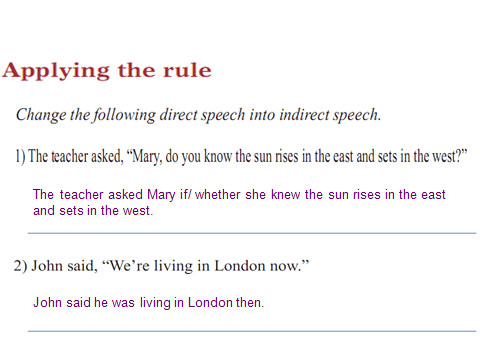 Applying the rule
Change the following direct speech into indirect speech.
1) The teacher asked, “Mary, do you know the sun rises in the east and sets in the west?”
The teacher asked Mary if/ whether she knew the sun rises in the east
and sets in the west.
2) John said, “We’re living in London now.”
John said he was living in London then.